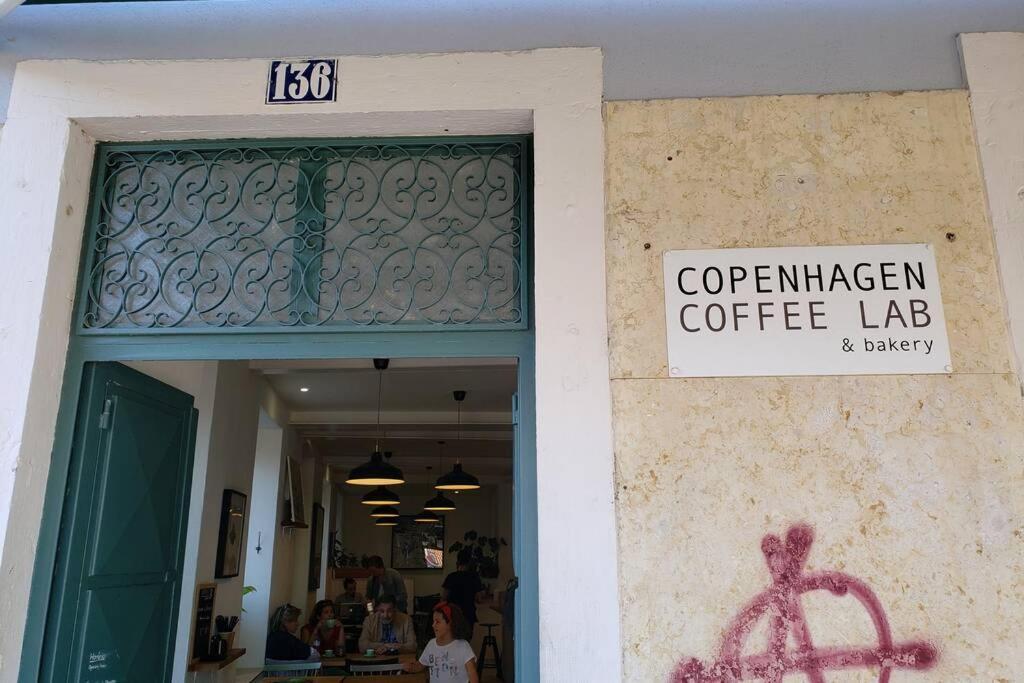 136
COPENHAGEN
COFFEE LAB
& bakery